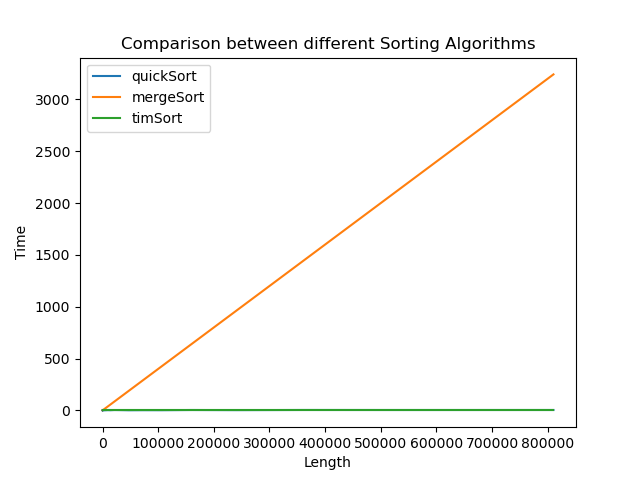 Comparison between different Sorting Algorithms
quickSort
mergeSort
timSort
3000
2500
2000
1500
1000
500
0
Time
0 100000 200000 300000 400000 500000 600000 700000 800000
Length